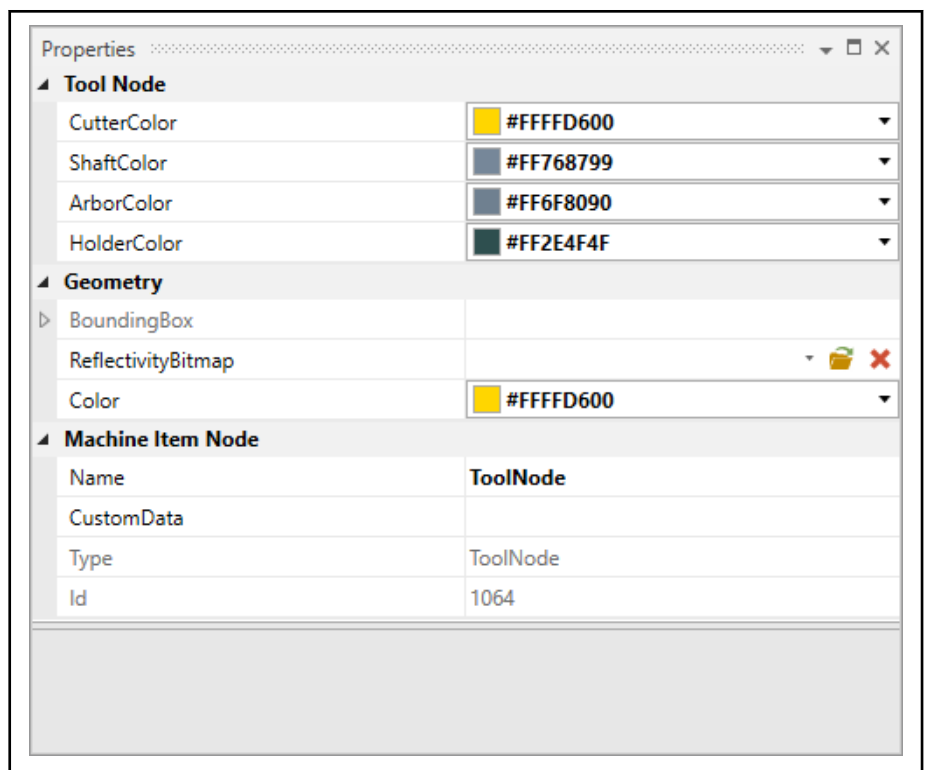 Properties
Tool Node
CutterColor #FFFFD600
ShaftColor #FF768799
ArborColor #FF6F8090
HolderColor #FF2E4F4F
Geometry
BoundingBox
ReflectivityBitmap
Color #FFFFD600
Machine Item Node
Name ToolNode
CustomData
Type ToolNode
Id 1064